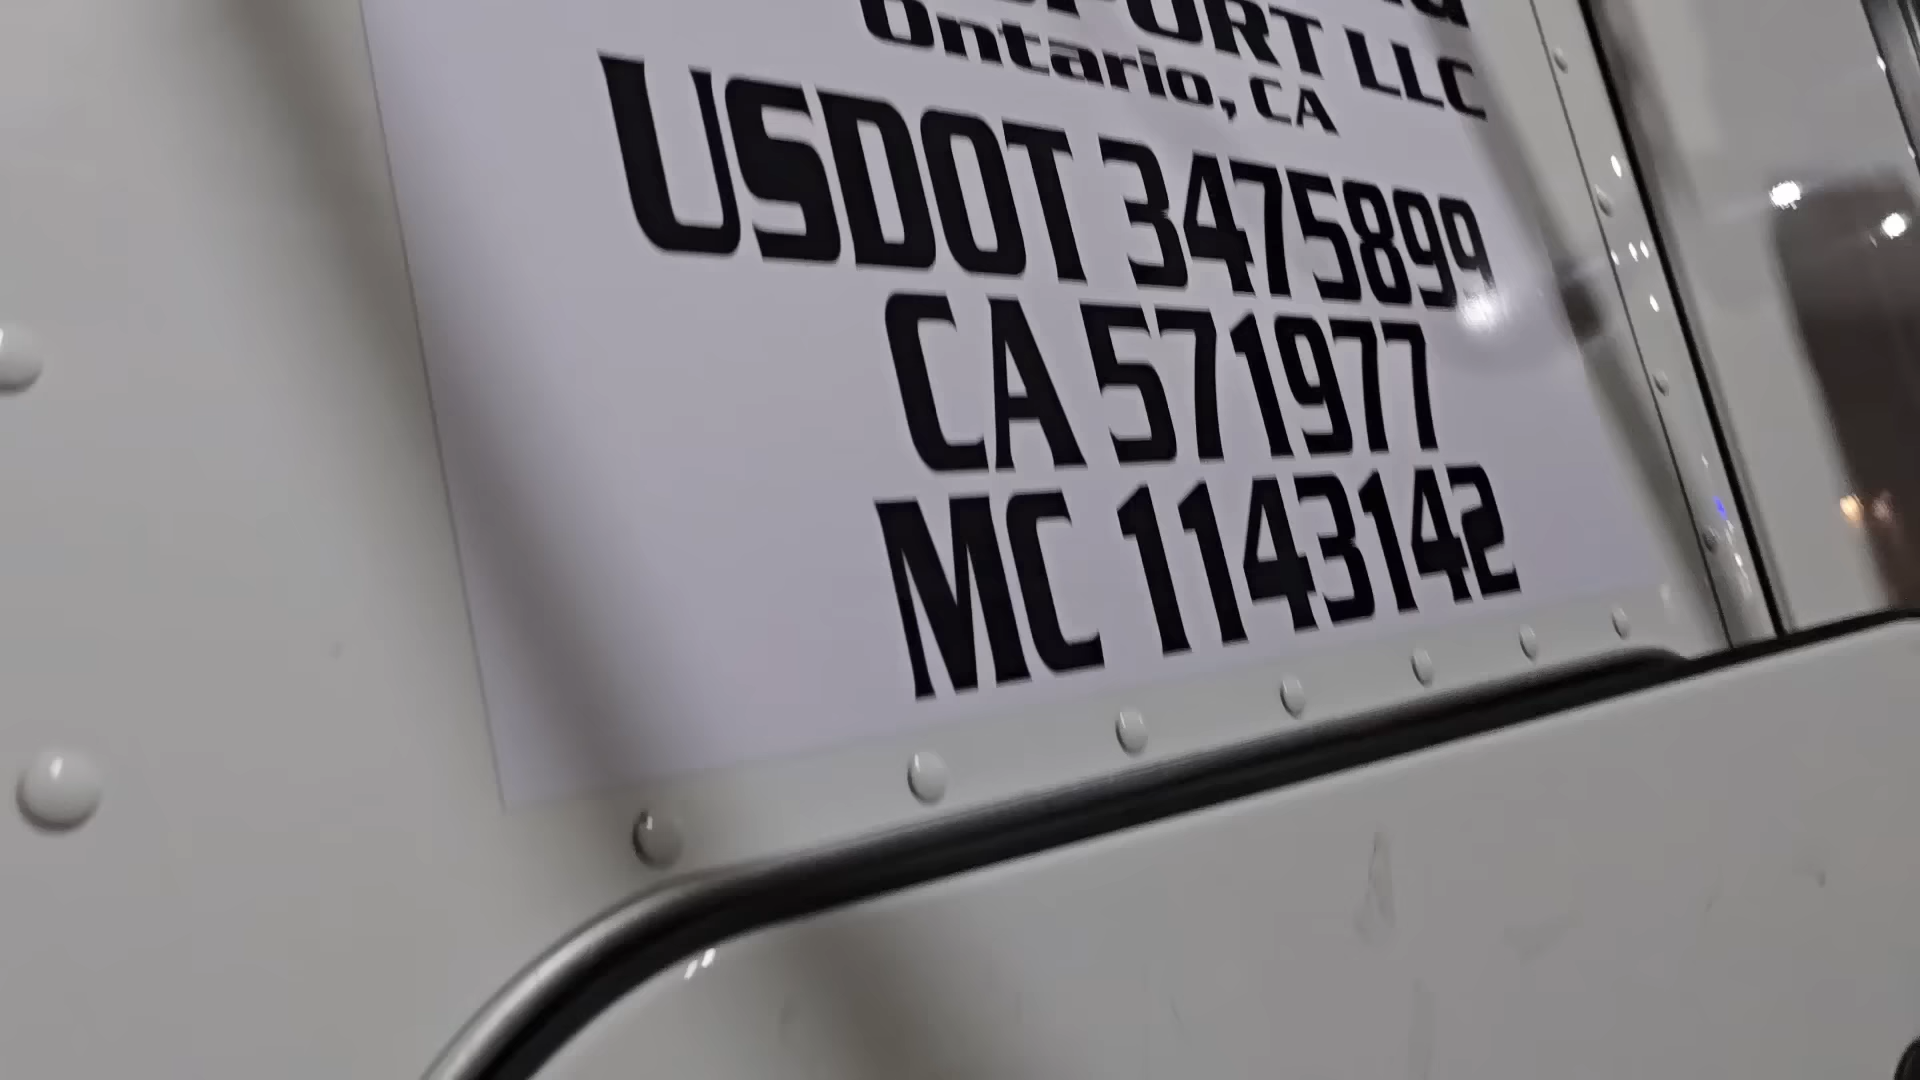 PORT LLC
Ontario, CA
USDOT 3475899
CA 571977
MC 1143142